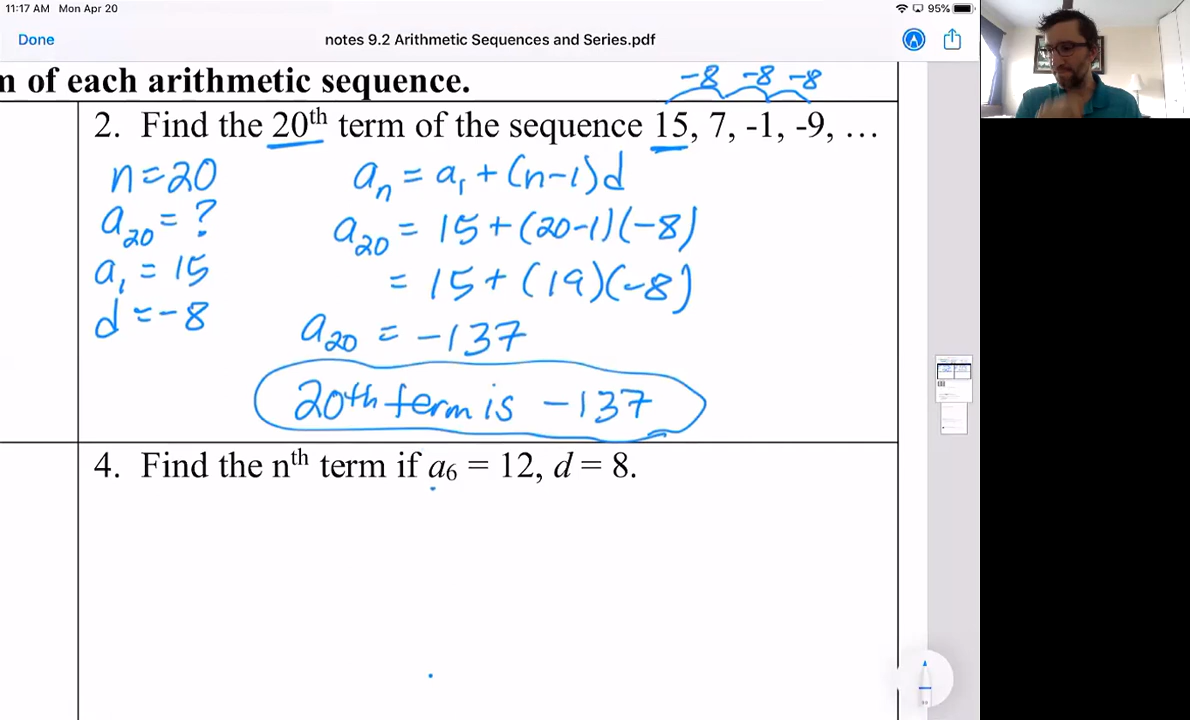 11:17 AM Mon Apr 20
95%
Done
notes 9.2 Arithmetic Sequences and Series.pdf
n of each arithmetic sequence.
-8 -8 -8
2. Find the 20th term of the sequence 15, 7, -1, -9, …
n=20
a20 = ?
a1 = 15
d = -8
an = a1 + (n-1)d
a20 = 15 + (20-1)(-8)
= 15 + (19)(-8)
a20 = -137
20th term is -137
4. Find the nth term if a6 = 12, d = 8.